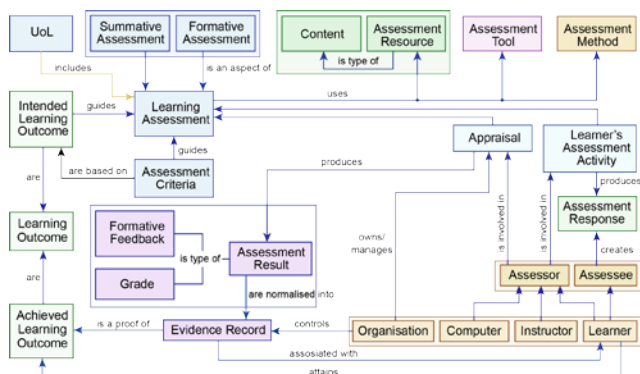 UoL
Summative
Assessment
Formative
Assessment
Content
Assessment
Resource
is type of
Assessment
Tool
Assessment
Method
includes
is an aspect of
Intended
Learning
Outcome
guides
Learning
Assessment
uses
guides
Appraisal
Learner's
Assessment
Activity
are based on
Assessment
Criteria
produces
produces
are
Assessment
Response
Learning
Outcome
Formative
Feedback
is type of
Assessment
Result
owns/
manages
is involved in
is involved in
creates
are
Grade
Assessor
Assessee
are normalised into
Achieved
Learning
Outcome
is a proof of
Evidence Record
controls
Organisation
Computer
Instructor
Learner
assosiated with
attains